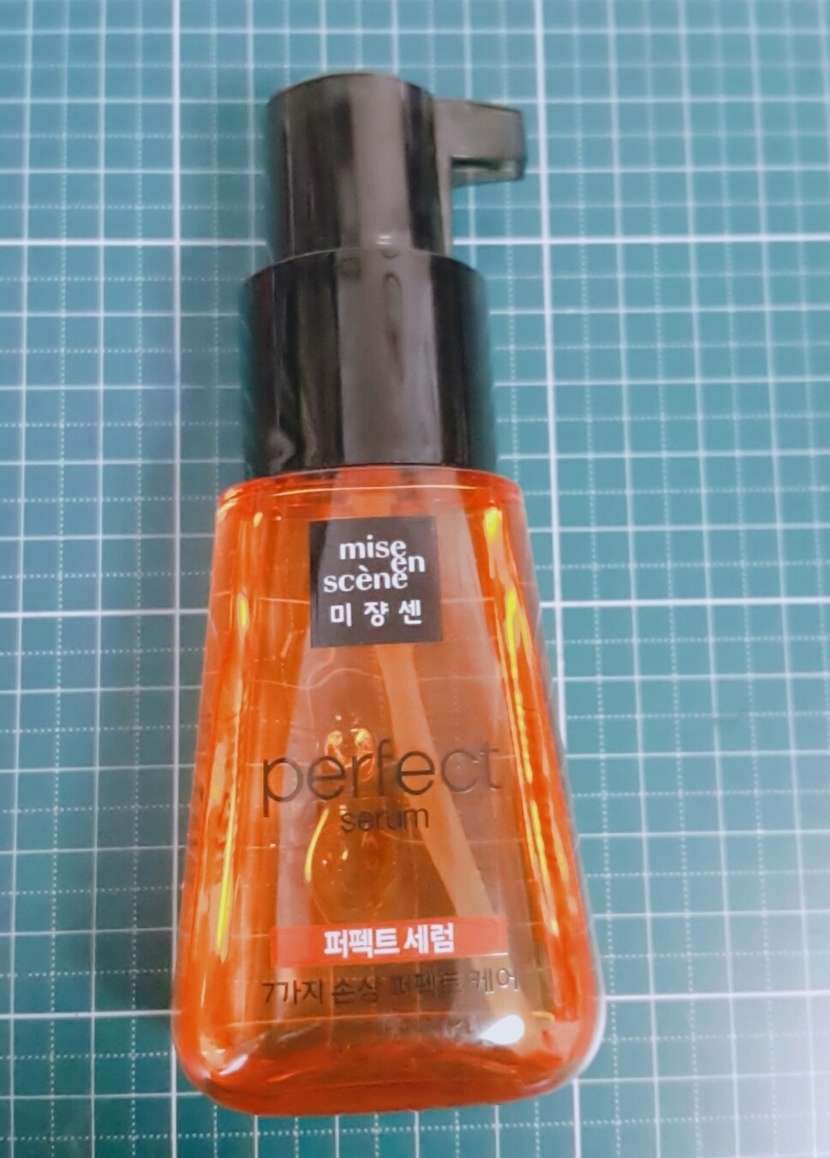 mise
en
scène
미쟝센
perfect
serum
퍼펙트 세럼
7가지 손상 퍼펙트 케어